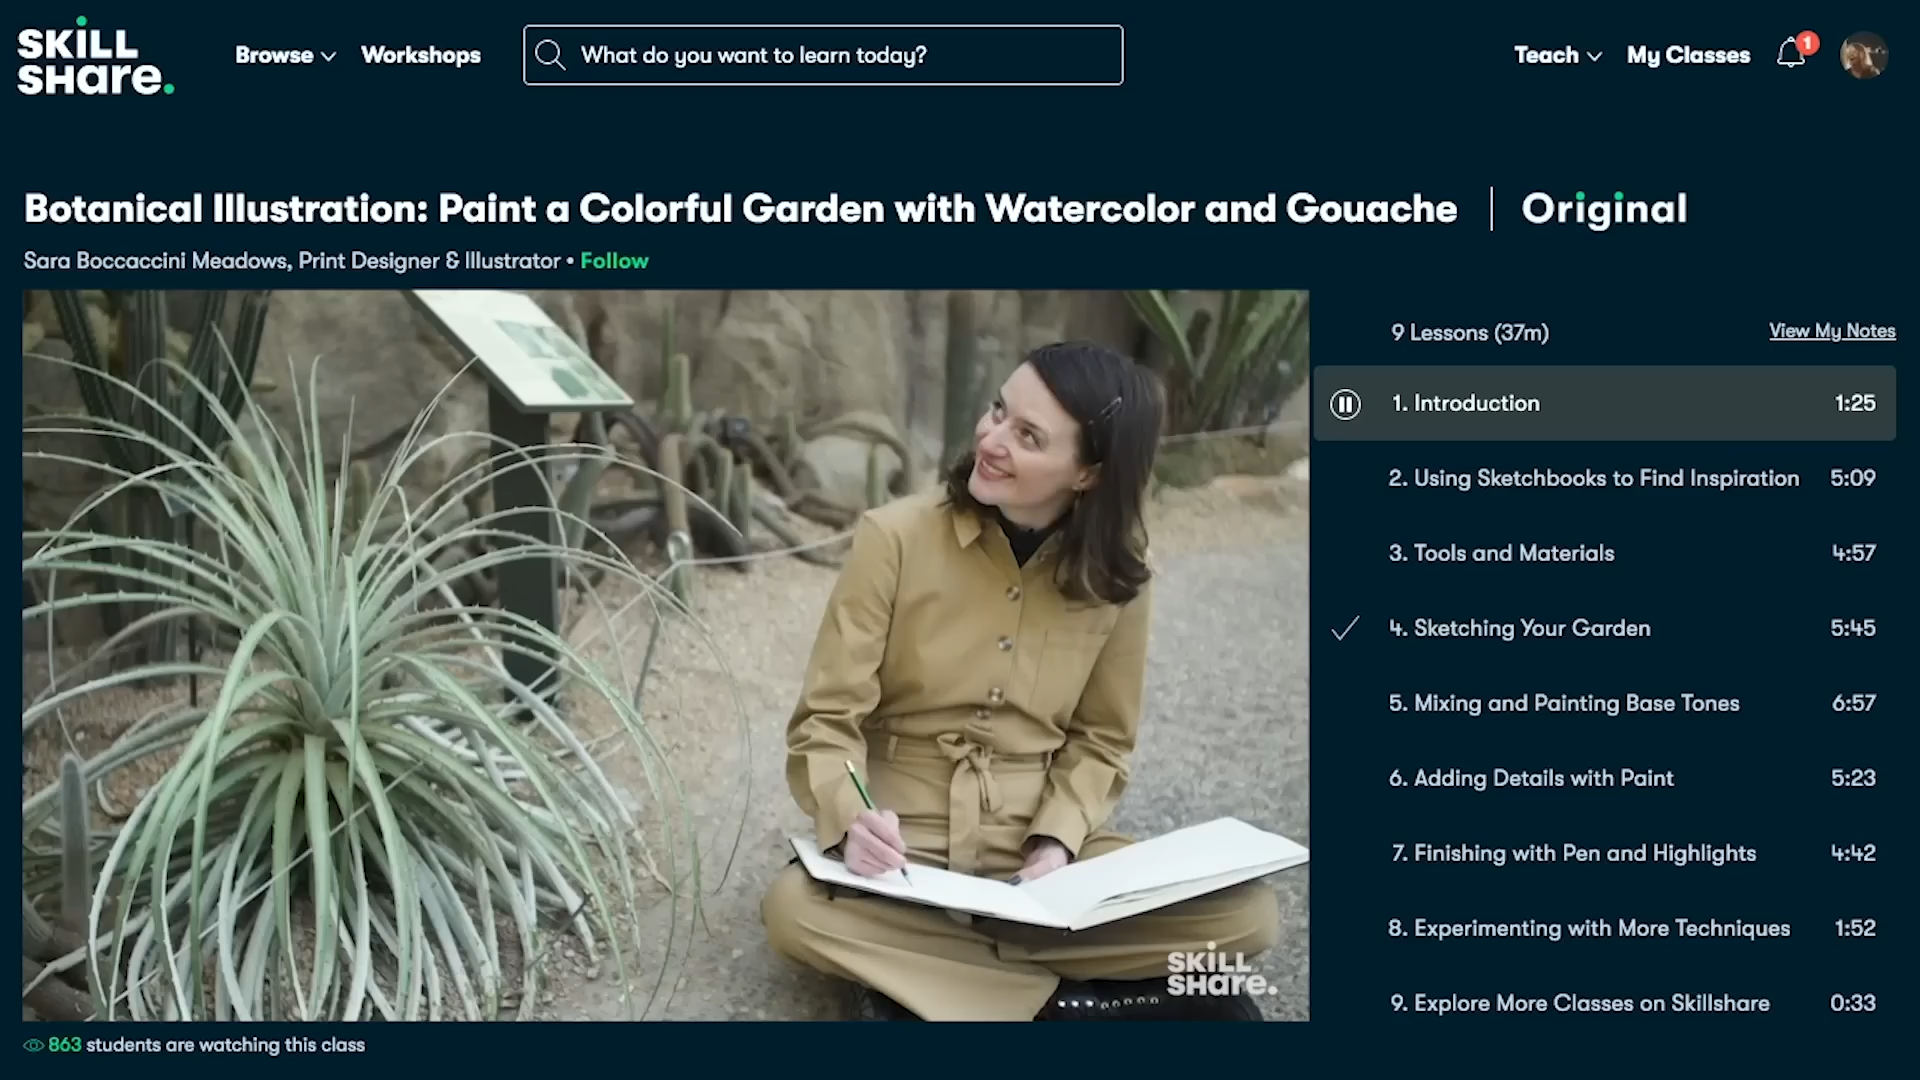 SKILL
SHare.
Browse
Workshops
What do you want to learn today?
Teach
My Classes
1
Botanical Illustration: Paint a Colorful Garden with Watercolor and Gouache
Original
Sara Boccaccini Meadows, Print Designer & Illustrator • Follow
9 Lessons (37m)
View My Notes
1. Introduction 1:25
2. Using Sketchbooks to Find Inspiration 5:09
3. Tools and Materials 4:57
4. Sketching Your Garden 5:45
5. Mixing and Painting Base Tones 6:57
6. Adding Details with Paint 5:23
7. Finishing with Pen and Highlights 4:42
8. Experimenting with More Techniques 1:52
9. Explore More Classes on Skillshare 0:33
SKILL
SHare.
863 students are watching this class